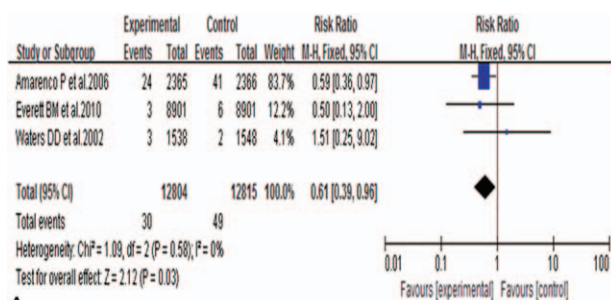 Experimental Control Risk Ratio Risk Ratio
Study or Subgroup Events Total Events Total Weight M-H, Fixed, 95% CI M-H, Fixed, 95% CI
Amarenco P et al.2006 24 2365 41 2366 83.7% 0.59 [0.36, 0.97]
Everett BM et al.2010 3 8901 6 8901 12.2% 0.50 [0.13, 2.00]
Waters DD et al.2002 3 1538 2 1548 4.1% 1.51 [0.25, 9.02]
Total (95% CI) 12804 12815 100.0% 0.61 [0.39, 0.96]
Total events 30 49
Heterogeneity: Chi² = 1.09, df = 2 (P = 0.58); I² = 0%
Test for overall effect: Z = 2.12 (P = 0.03)
0.01 0.1 1 10 100
Favours [experimental] Favours [control]